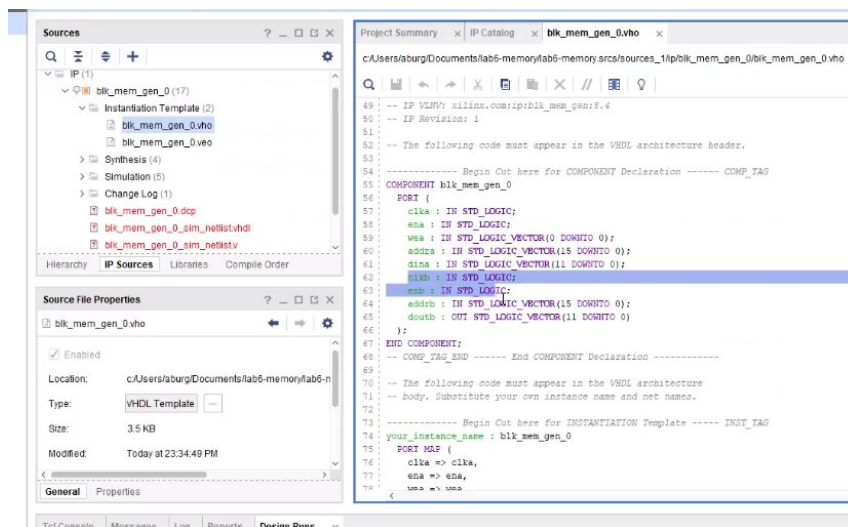 Sources
IP (1)
blk_mem_gen_0 (17)
Instantiation Template (2)
blk_mem_gen_0.vho
blk_mem_gen_0.veo
Synthesis (4)
Simulation (5)
Change Log (1)
blk_mem_gen_0.dcp
blk_mem_gen_0_sim_netlist.vhdl
blk_mem_gen_0_sim_netlist.v
Hierarchy IP Sources Libraries Compile Order
Source File Properties
blk_mem_gen_0.vho
Enabled
Location: c:/Users/aburg/Documents/lab6-memory/lab6-n
Type: VHDL Template
Size: 3.5 KB
Modified: Today at 23:34:49 PM
General Properties
Tcl Console Messages Log Reports Design Runs
Project Summary IP Catalog blk_mem_gen_0.vho
c:/Users/aburg/Documents/lab6-memory/lab6-memory.srcs/sources_1/ip/blk_mem_gen_0/blk_mem_gen_0.vho
49 -- IP VLNV: xilinx.com:ip:blk_mem_gen:8.4
50 -- IP Revision: 1
51
52 -- The following code must appear in the VHDL architecture header.
53
54 ------------- Begin Cut here for COMPONENT Declaration ------ COMP_TAG
55 COMPONENT blk_mem_gen_0
56 PORT (
57 clka : IN STD_LOGIC;
58 ena : IN STD_LOGIC;
59 wea : IN STD_LOGIC_VECTOR(0 DOWNTO 0);
60 addra : IN STD_LOGIC_VECTOR(15 DOWNTO 0);
61 dina : IN STD_LOGIC_VECTOR(11 DOWNTO 0);
62 clkb : IN STD_LOGIC;
63 enb : IN STD_LOGIC;
64 addrb : IN STD_LOGIC_VECTOR(15 DOWNTO 0);
65 doutb : OUT STD_LOGIC_VECTOR(11 DOWNTO 0)
66 );
67 END COMPONENT;
68 -- COMP_TAG_END ------ End COMPONENT Declaration ------------
69
70 -- The following code must appear in the VHDL architecture
71 -- body. Substitute your own instance name and net names.
72
73 ------------- Begin Cut here for INSTANTIATION Template ----- INST_TAG
74 your_instance_name : blk_mem_gen_0
75 PORT MAP (
76 clka => clka,
77 ena => ena,
78 wea => wea